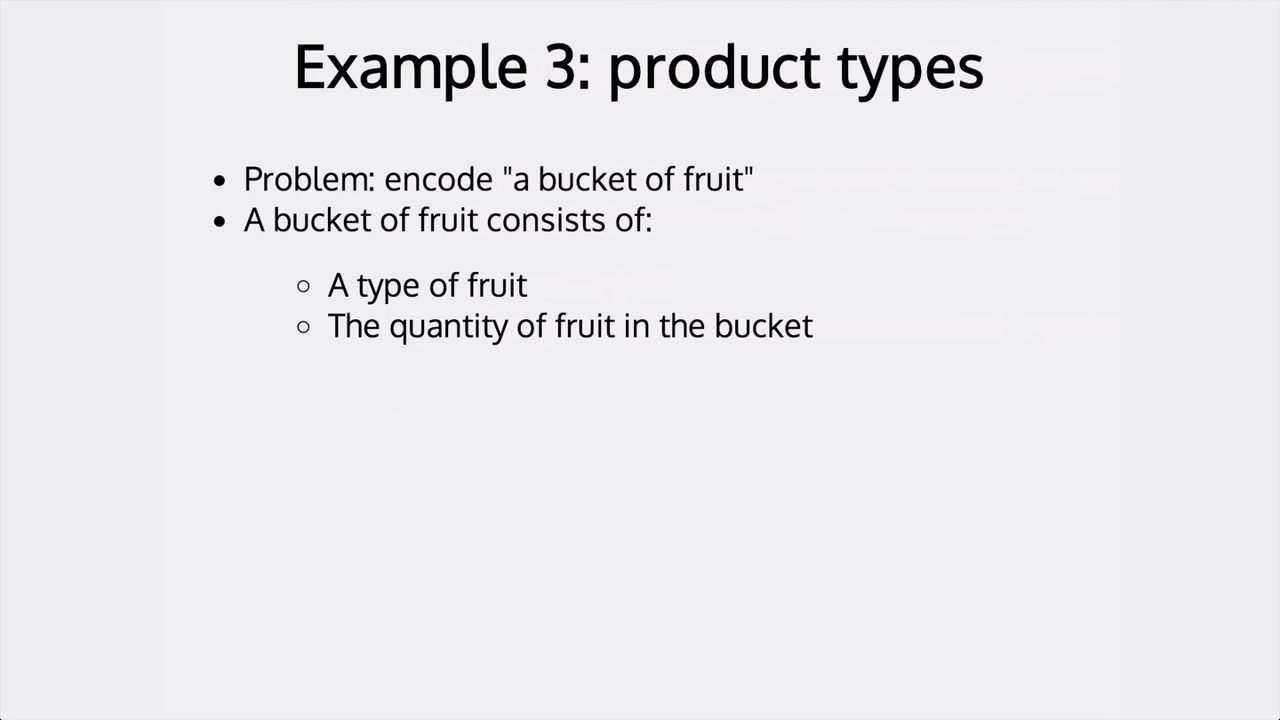 Example 3: product types
• Problem: encode "a bucket of fruit"
• A bucket of fruit consists of:
○ A type of fruit
○ The quantity of fruit in the bucket